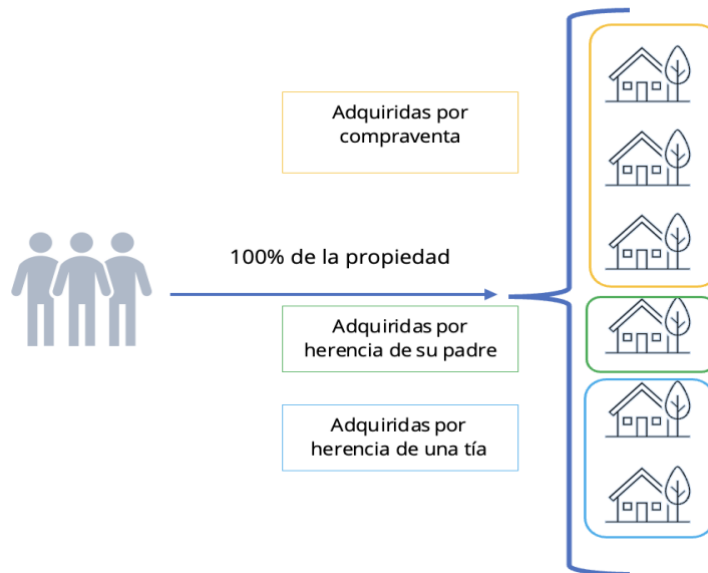 Adquiridas por
compraventa
100% de la propiedad
Adquiridas por
herencia de su padre
Adquiridas por
herencia de una tía